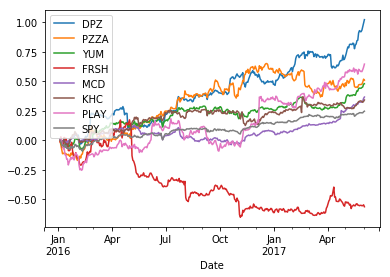 DPZ
PZZA
YUM
FRSH
MCD
KHC
PLAY
SPY
1.00
0.75
0.50
0.25
0.00
−0.25
−0.50
Jan Apr Jul Oct Jan Apr
2016 2017
Date